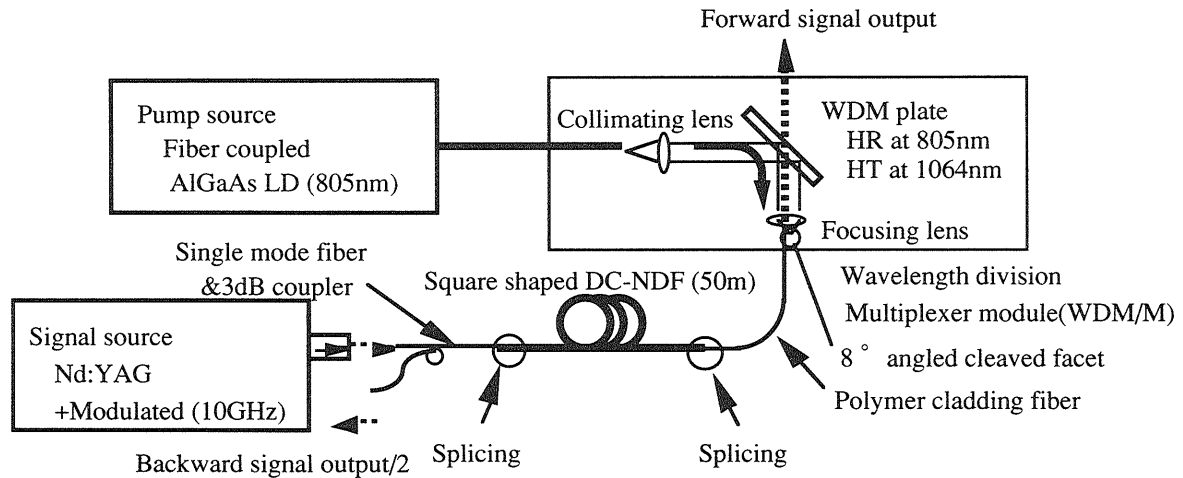 Forward signal output
Pump source
Fiber coupled
AlGaAs LD (805nm)
Collimating lens
WDM plate
HR at 805nm
HT at 1064nm
Focusing lens
Single mode fiber
&3dB coupler
Square shaped DC-NDF (50m)
Wavelength division
Multiplexer module(WDM/M)
8° angled cleaved facet
Polymer cladding fiber
Signal source
Nd:YAG
+Modulated (10GHz)
Backward signal output/2
Splicing
Splicing